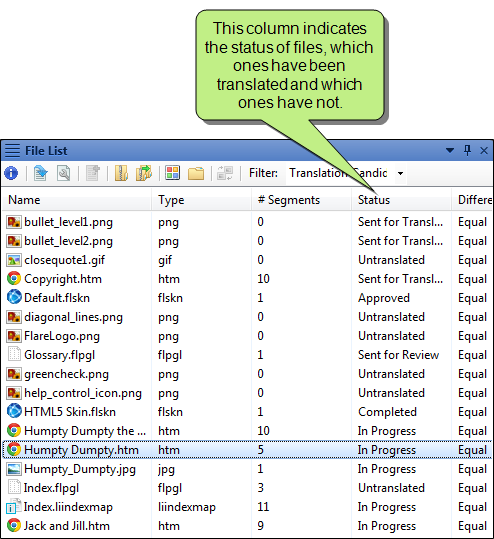 This column indicates
the status of files, which
ones have been
translated and which
ones have not.
File List
Filter: Translation Candic
Name Type # Segments Status Differe
bullet_level1.png png 0 Sent for Transl... Equal
bullet_level2.png png 0 Sent for Transl... Equal
closequote1.gif gif 0 Untranslated Equal
Copyright.htm htm 10 Sent for Transl... Equal
Default.flskn flskn 1 Approved Equal
diagonal_lines.png png 0 Untranslated Equal
FlareLogo.png png 0 Untranslated Equal
Glossary.flpgl flpgl 1 Sent for Review Equal
greencheck.png png 0 Untranslated Equal
help_control_icon.png png 0 Untranslated Equal
HTML5 Skin.flskn flskn 1 Completed Equal
Humpty Dumpty the ... htm 10 In Progress Equal
Humpty Dumpty.htm htm 5 In Progress Equal
Humpty_Dumpty.jpg jpg 1 In Progress Equal
Index.flpgl flpgl 3 Untranslated Equal
Index.liindexmap liindexmap 11 In Progress Equal
Jack and Jill.htm htm 9 In Progress Equal